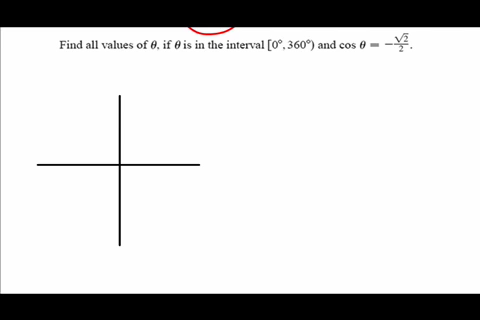 Find all values of θ, if θ is in the interval [0°, 360°) and cos θ = −√2/2.